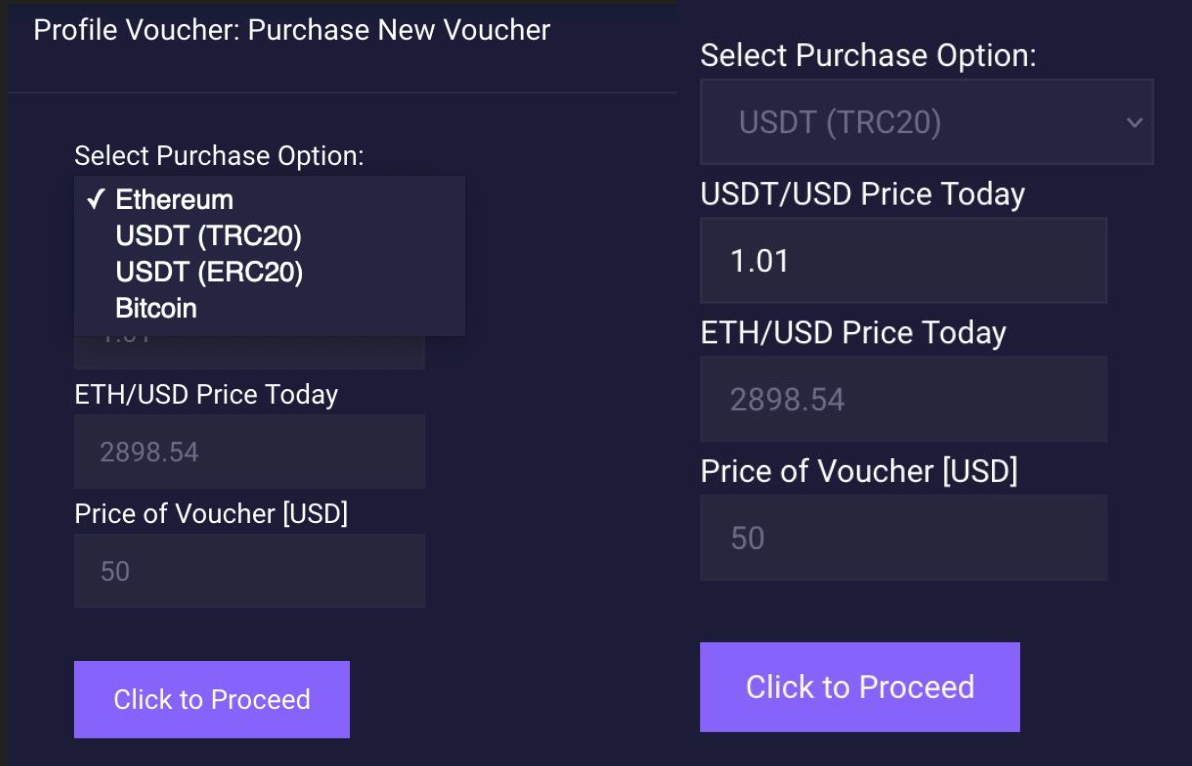 Profile Voucher: Purchase New Voucher
Select Purchase Option:
✓ Ethereum
USDT (TRC20)
USDT (ERC20)
Bitcoin
ETH/USD Price Today
2898.54
Price of Voucher [USD]
50
Click to Proceed
Select Purchase Option:
USDT (TRC20)
USDT/USD Price Today
1.01
ETH/USD Price Today
2898.54
Price of Voucher [USD]
50
Click to Proceed